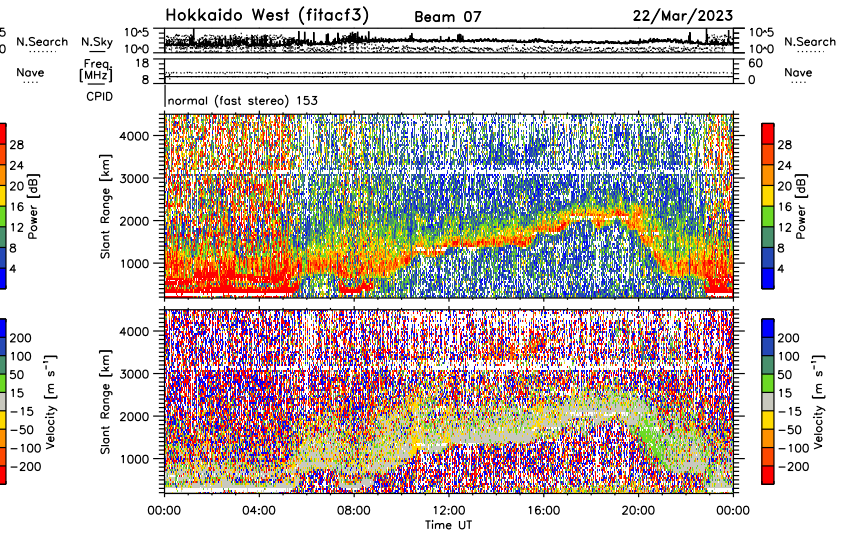 Hokkaido West (fitacf3) Beam 07 22/Mar/2023
N.Search N.Sky 10^5 10^0 10^5 10^0 N.Search
Nave Freq. [MHz] 18 8 60 0 Nave
CPID normal (fast stereo) 153
Power [dB] 28 24 20 16 12 8 4
Slant Range [km] 4000 3000 2000 1000
28 24 20 16 12 8 4 Power [dB]
Velocity [m s⁻¹] 200 100 50 15 −15 −50 −100 −200
Slant Range [km] 4000 3000 2000 1000
200 100 50 15 −15 −50 −100 −200 Velocity [m s⁻¹]
00:00 04:00 08:00 12:00 16:00 20:00 00:00
Time UT